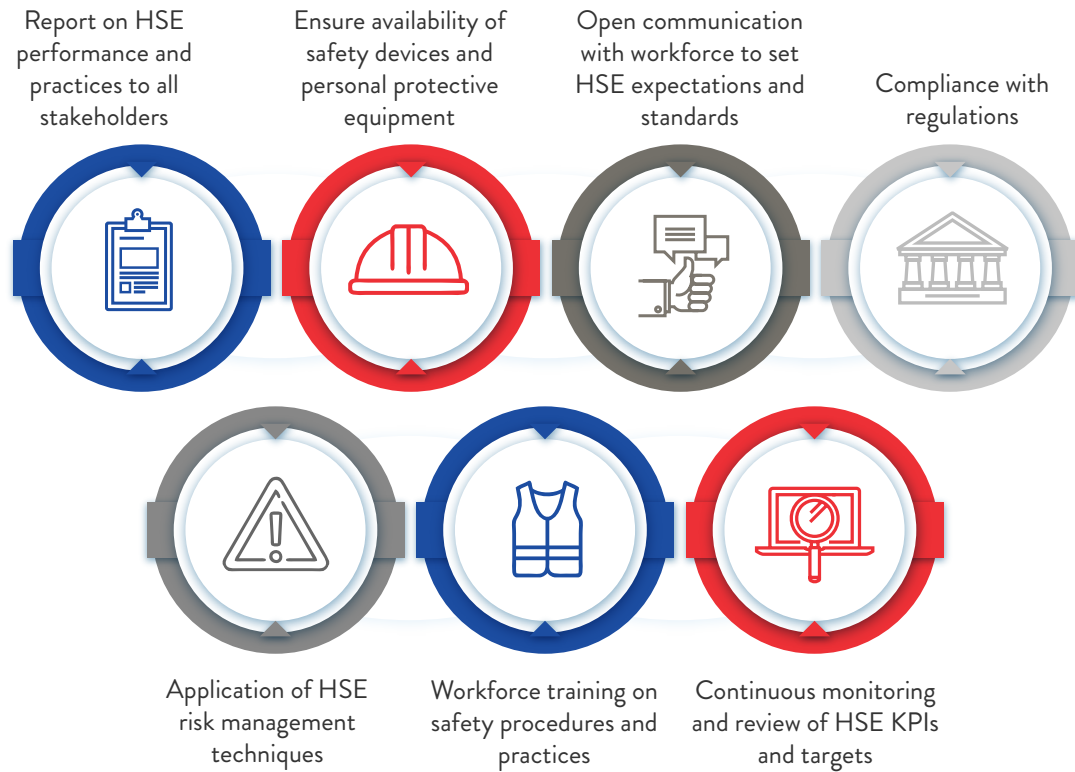 Report on HSE
performance and
practices to all
stakeholders
Ensure availability of
safety devices and
personal protective
equipment
Open communication
with workforce to set
HSE expectations and
standards
Compliance with
regulations
Application of HSE
risk management
techniques
Workforce training on
safety procedures and
practices
Continuous monitoring
and review of HSE KPIs
and targets